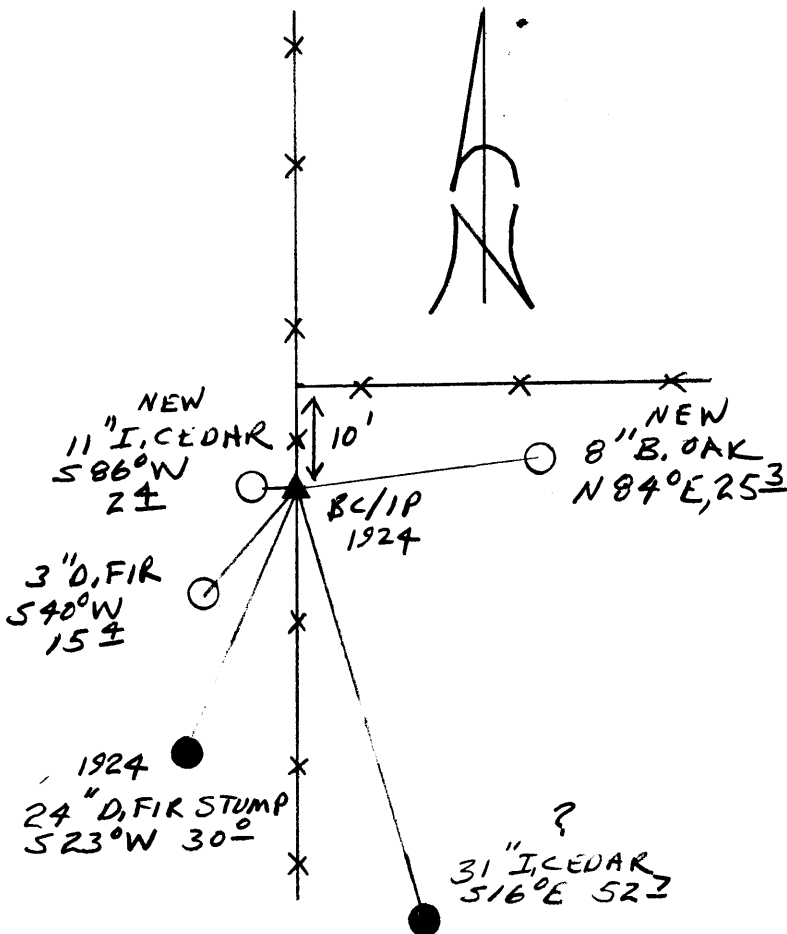 NEW
11" I. CEDAR
S 86° W
2 4
10'
NEW
8" B. OAK
N 84° E, 25 3
BC/IP
1924
3" D. FIR
S 40° W
15 4
1924
24" D. FIR STUMP
S 23° W 30 0
?
31" I. CEDAR
S 16° E 52 7